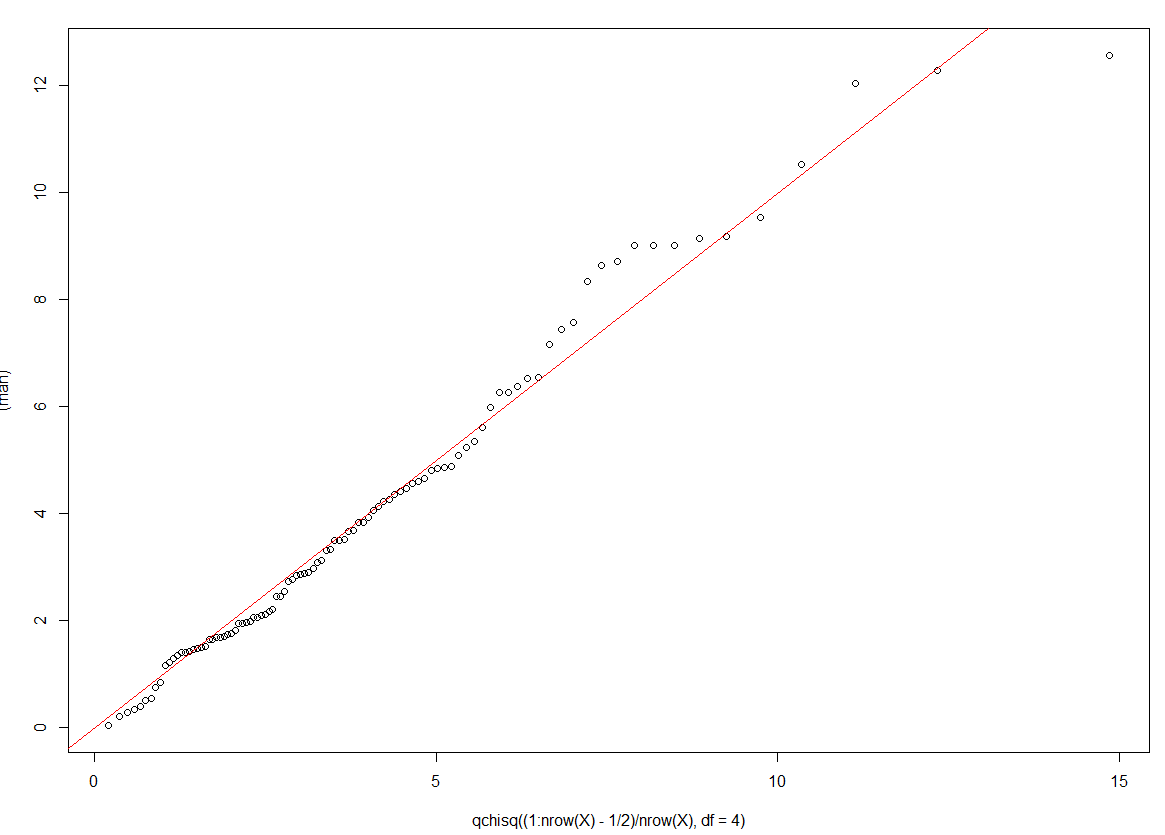 12
10
8
6
4
2
0
(mah)
0 5 10 15
qchisq((1:nrow(X) - 1/2)/nrow(X), df = 4)